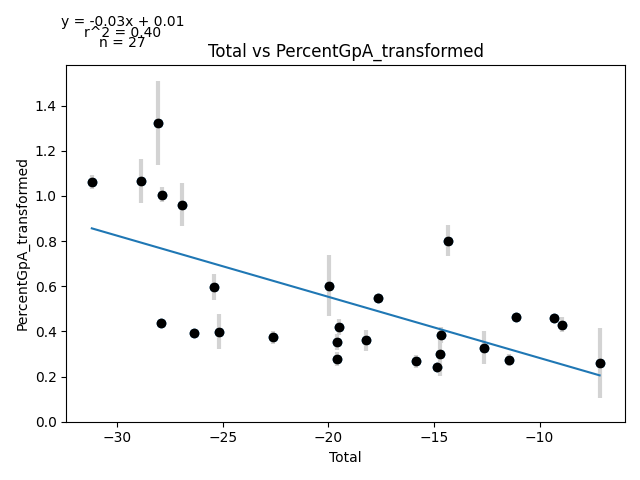 y = -0.03x + 0.01
r^2 = 0.40
n = 27
Total vs PercentGpA_transformed
PercentGpA_transformed
1.4
1.2
1.0
0.8
0.6
0.4
0.2
0.0
−30
−25
−20
−15
−10
Total